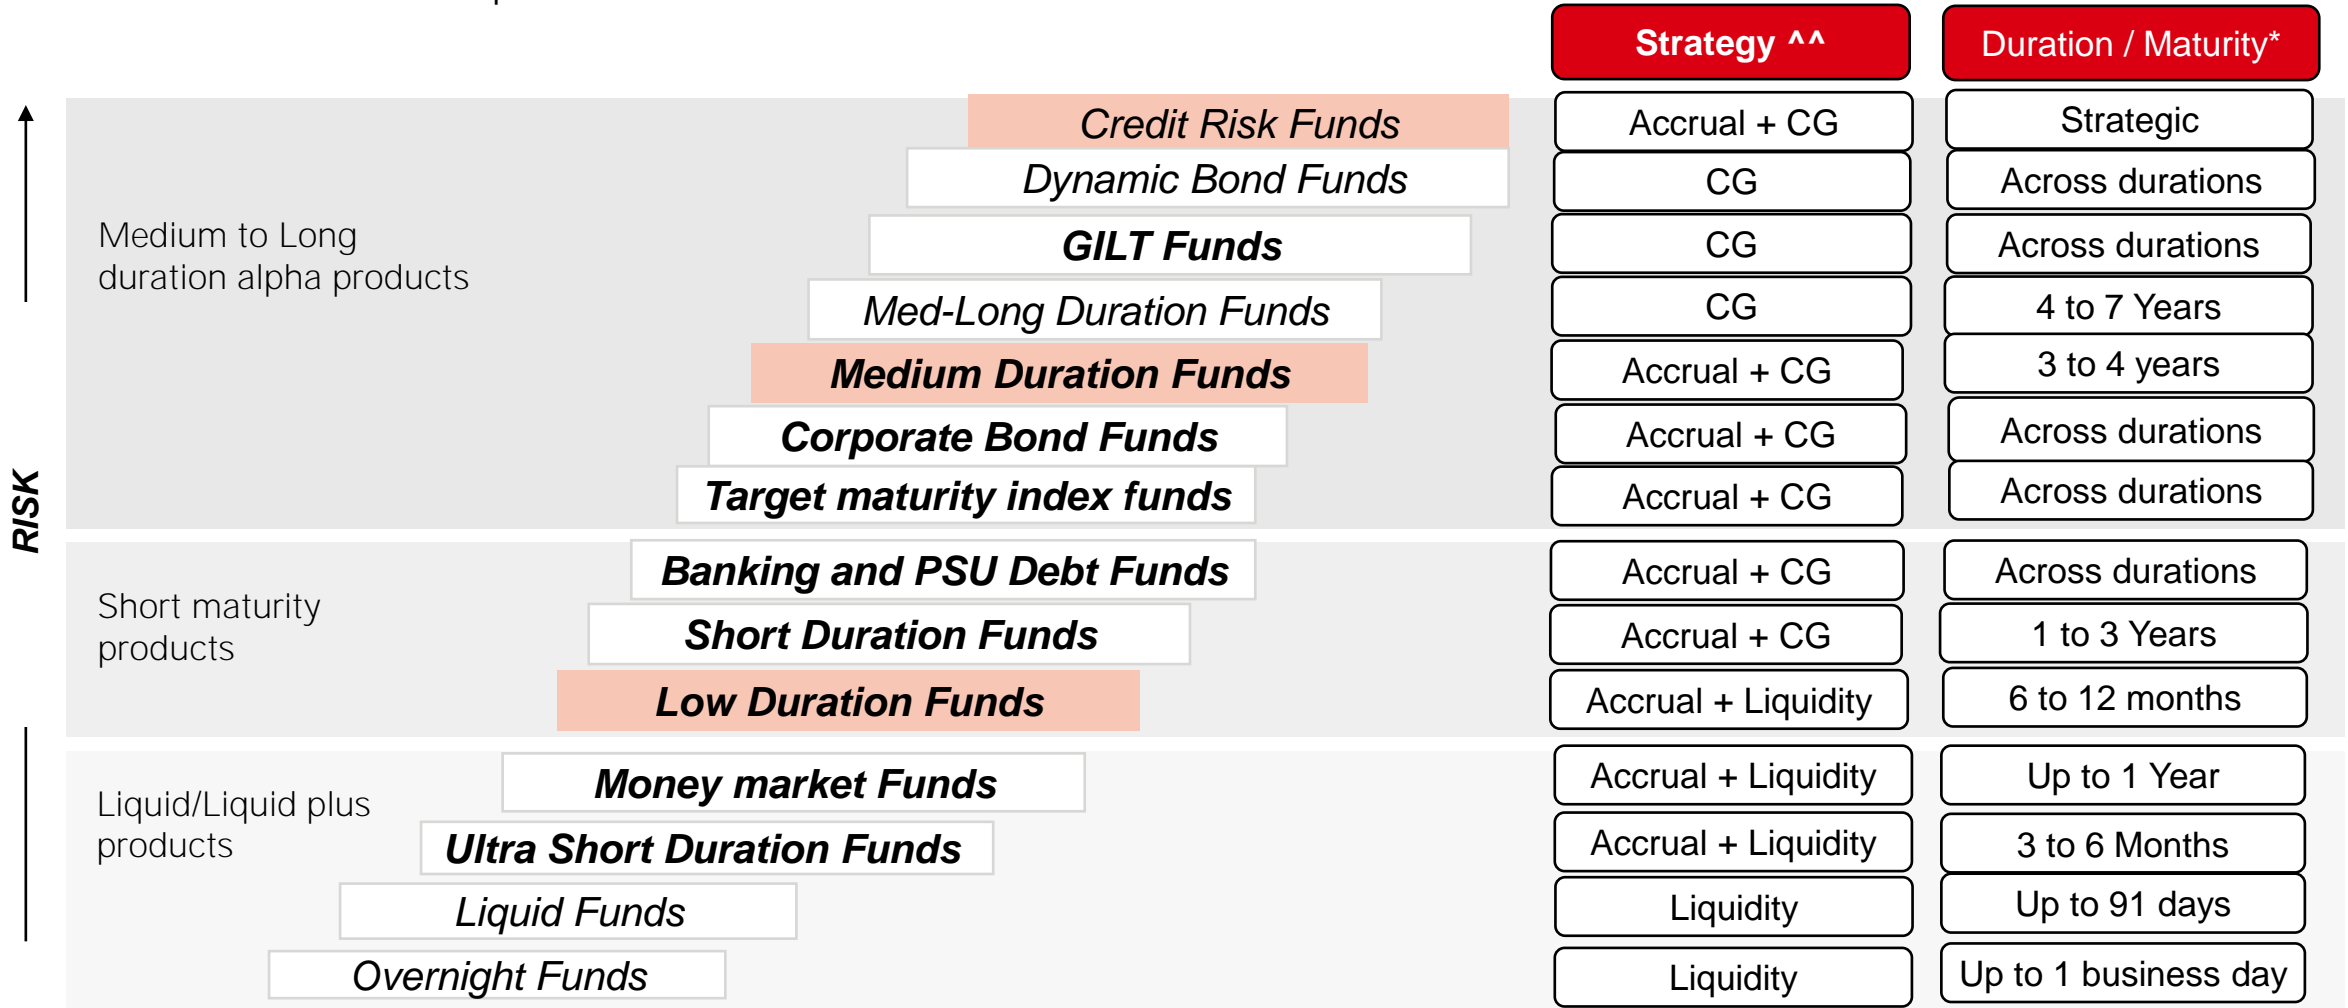 Strategy ^^ Duration / Maturity*
Credit Risk Funds Accrual + CG Strategic
Dynamic Bond Funds CG Across durations
Medium to Long
duration alpha products
GILT Funds CG Across durations
Med-Long Duration Funds CG 4 to 7 Years
Medium Duration Funds Accrual + CG 3 to 4 years
Corporate Bond Funds Accrual + CG Across durations
Target maturity index funds Accrual + CG Across durations
RISK
Banking and PSU Debt Funds Accrual + CG Across durations
Short maturity
products
Short Duration Funds Accrual + CG 1 to 3 Years
Low Duration Funds Accrual + Liquidity 6 to 12 months
Money market Funds Accrual + Liquidity Up to 1 Year
Liquid/Liquid plus
products
Ultra Short Duration Funds Accrual + Liquidity 3 to 6 Months
Liquid Funds Liquidity Up to 91 days
Overnight Funds Liquidity Up to 1 business day